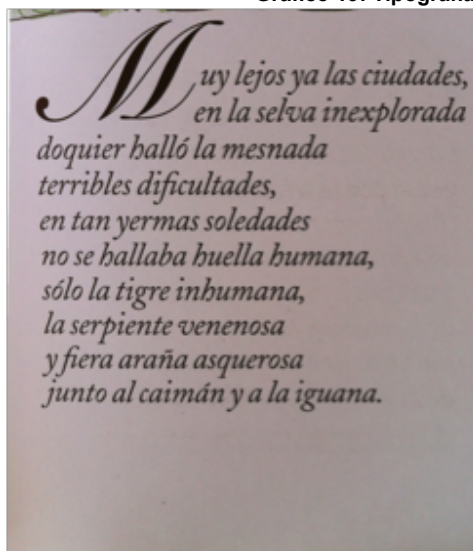 Muy lejos ya las ciudades,
en la selva inexplorada
doquier halló la mesnada
terribles dificultades,
en tan yermas soledades
no se hallaba huella humana,
sólo la tigre inhumana,
la serpiente venenosa
y fiera araña asquerosa
junto al caimán y a la iguana.